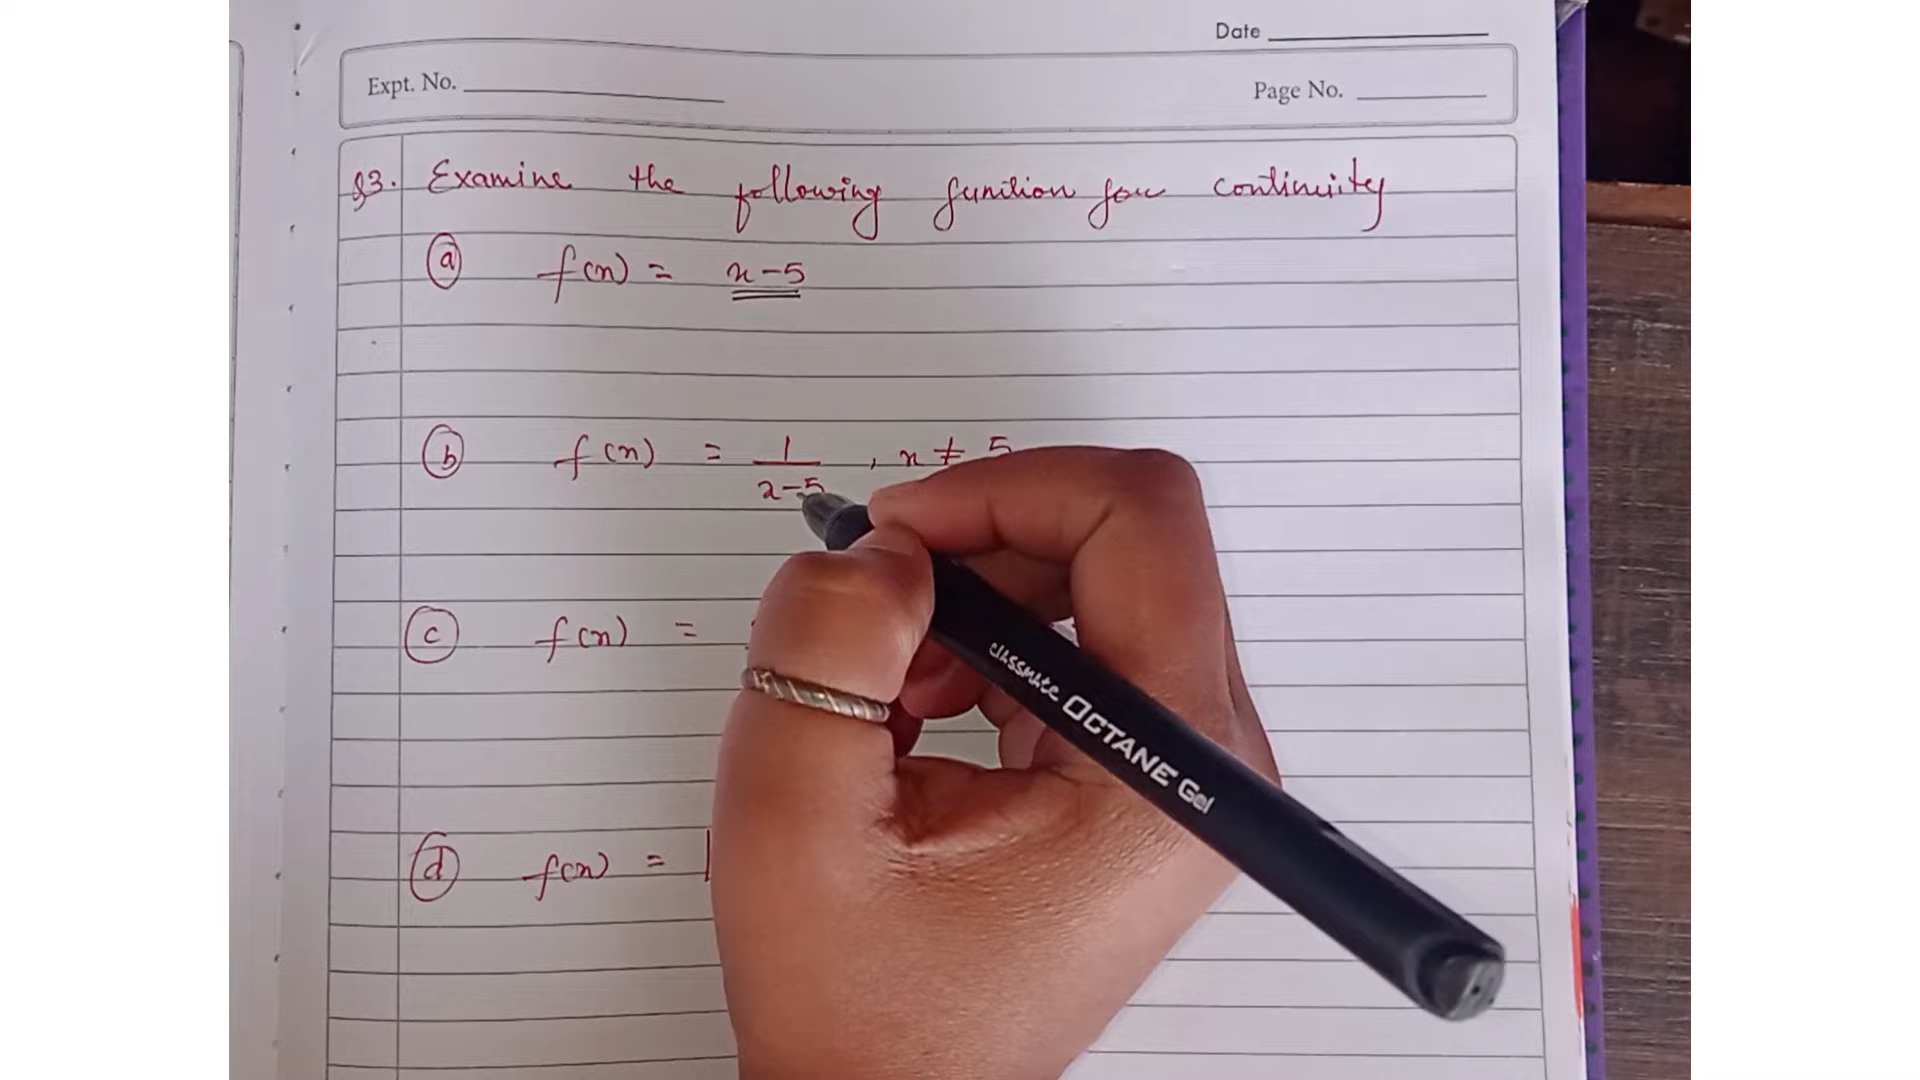 Date
Expt. No.
Page No.
Q3. Examine the following function for continuity
(a) f(x) = x-5
(b) f(x) = 1/x-5 , x ≠ 5
(c) f(x) =
(d) f(x) = |
classmate OCTANE Gel